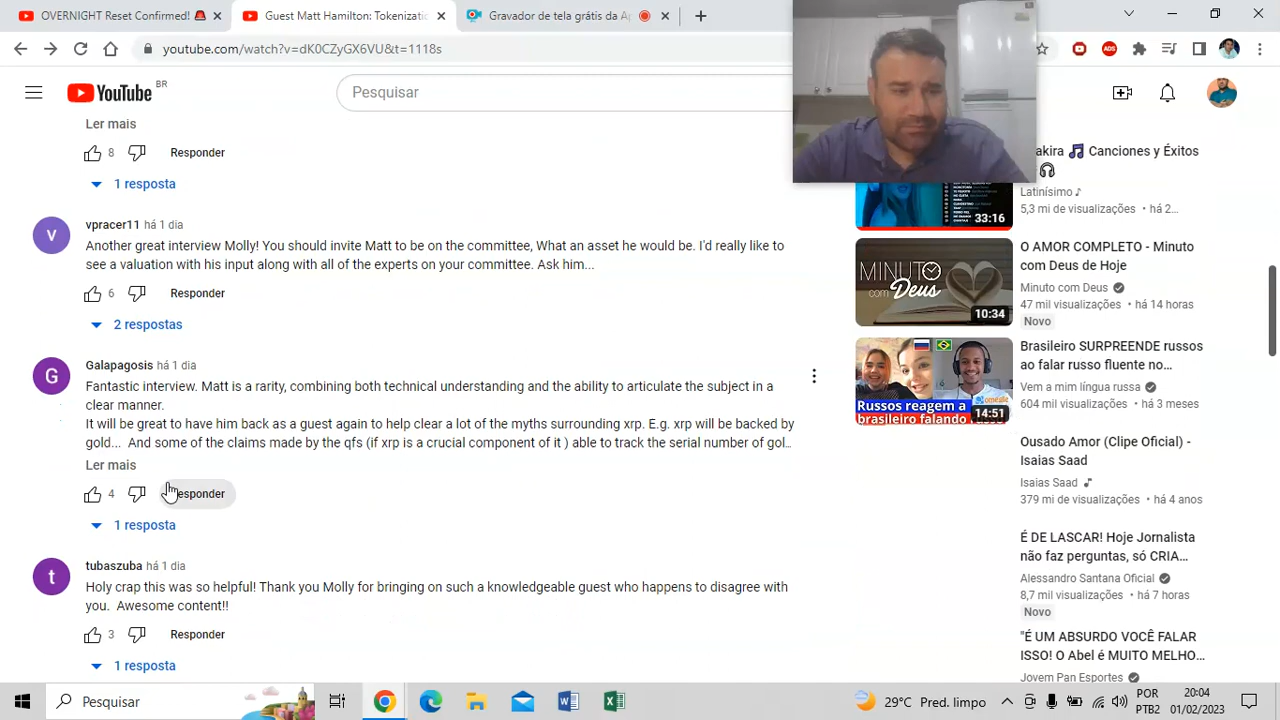 OVERNIGHT Reset Confirmed!
Guest Matt Hamilton: Tokenizatio
Gravador de tela grátis da Ap
youtube.com/watch?v=dK0CZyGX6VU&t=1118s
ADS
YouTube BR
Pesquisar
Ler mais
8
Responder
1 resposta
vpracer11 há 1 dia
Another great interview Molly! You should invite Matt to be on the committee, What an asset he would be. I'd really like to
see a valuation with his input along with all of the experts on your committee. Ask him...
6
Responder
2 respostas
Galapagosis há 1 dia
Fantastic interview. Matt is a rarity, combining both technical understanding and the ability to articulate the subject in a
clear manner.
It will be great to have him back as a guest again to help clear a lot of the myths surrounding xrp. E.g. xrp will be backed by
gold... And some of the claims made by the qfs (if xrp is a crucial component of it ) able to track the serial number of gol...
Ler mais
4
Responder
1 resposta
tubaszuba há 1 dia
Holy crap this was so helpful! Thank you Molly for bringing on such a knowledgeable guest who happens to disagree with
you. Awesome content!!
3
Responder
1 resposta
akira 🎵 Canciones y Éxitos
🎧
Latinísimo
5,3 mi de visualizações • há 2...
33:16
MINUTO
com Deus
10:34
O AMOR COMPLETO - Minuto
com Deus de Hoje
Minuto com Deus
47 mil visualizações • há 14 horas
Novo
Russos reagem a
brasileiro falando
14:51
Brasileiro SURPREENDE russos
ao falar russo fluente no...
Vem a mim língua russa
604 mil visualizações • há 3 meses
Ousado Amor (Clipe Oficial) -
Isaias Saad
Isaias Saad
379 mi de visualizações • há 4 anos
É DE LASCAR! Hoje Jornalista
não faz perguntas, só CRIA...
Alessandro Santana Oficial
8,7 mil visualizações • há 7 horas
Novo
"É UM ABSURDO VOCÊ FALAR
ISSO! O Abel é MUITO MELHO...
Jovem Pan Esportes
Pesquisar
29°C Pred. limpo
POR
PTB2
20:04
01/02/2023